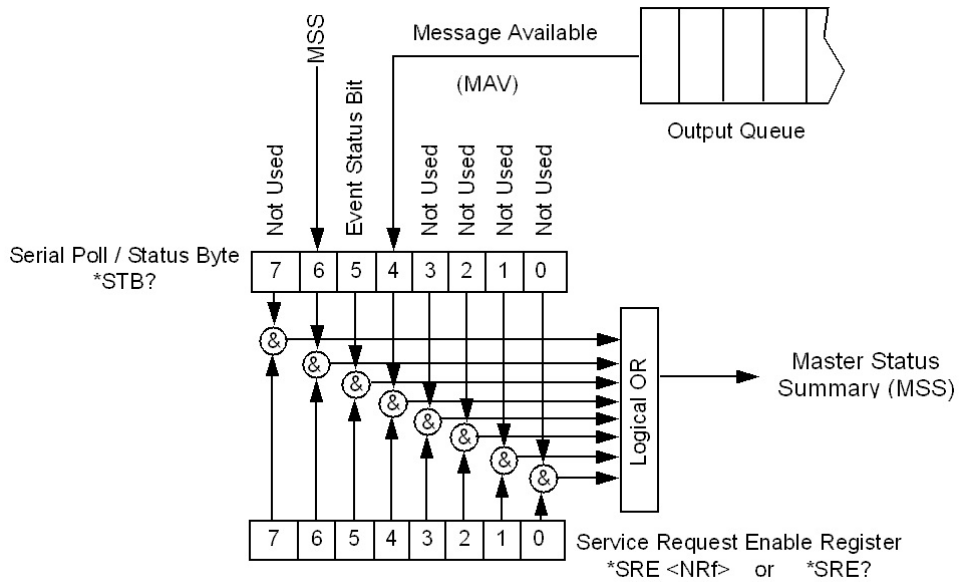 MSS
Message Available
(MAV)
Output Queue
Not Used
Event Status Bit
Not Used
Not Used
Not Used
Not Used
Serial Poll / Status Byte
*STB?
7 6 5 4 3 2 1 0
&
&
&
&
&
&
&
&
Logical OR
Master Status
Summary (MSS)
7 6 5 4 3 2 1 0
Service Request Enable Register
*SRE <NRf> or *SRE?